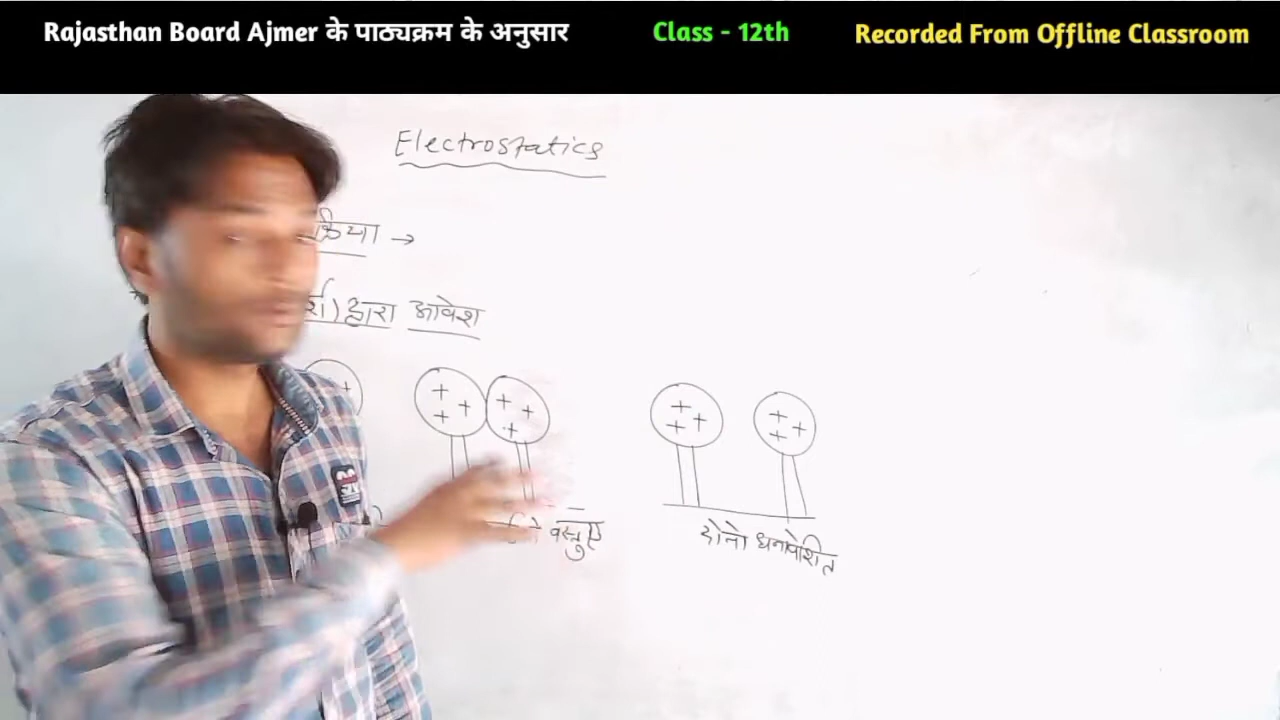 Rajasthan Board Ajmer के पाठ्यक्रम के अनुसार
Class - 12th
Recorded From Offline Classroom
Electrostatics
क्रिया →
र्श) द्वारा आवेश
+ + + + + + +
+ + + + + +
वस्तुए
दोनो धनावेशित